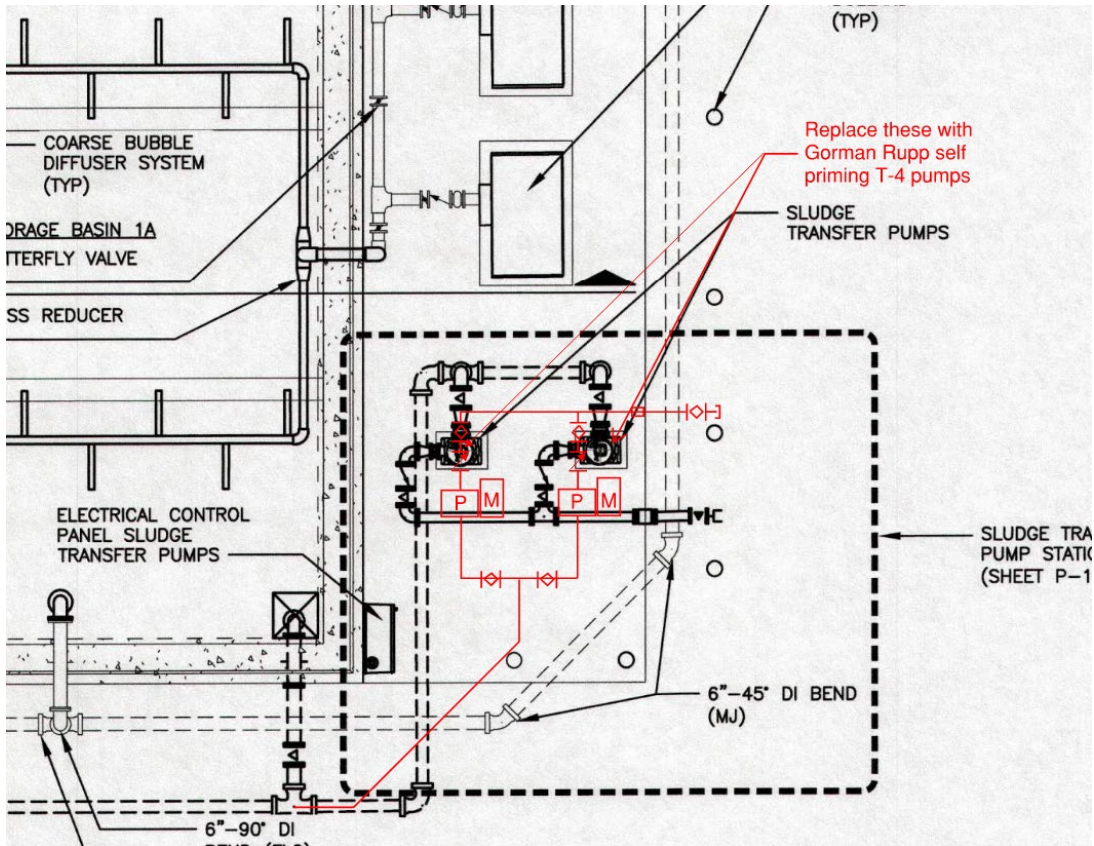 (TYP)
COARSE BUBBLE
DIFFUSER SYSTEM
(TYP)
Replace these with
Gorman Rupp self
priming T-4 pumps
SLUDGE
TRANSFER PUMPS
ORAGE BASIN 1A
TTERFLY VALVE
SS REDUCER
P M
P M
ELECTRICAL CONTROL
PANEL SLUDGE
TRANSFER PUMPS
SLUDGE TRA
PUMP STATIO
(SHEET P-1
6"-45° DI BEND
(MJ)
6"-90° DI